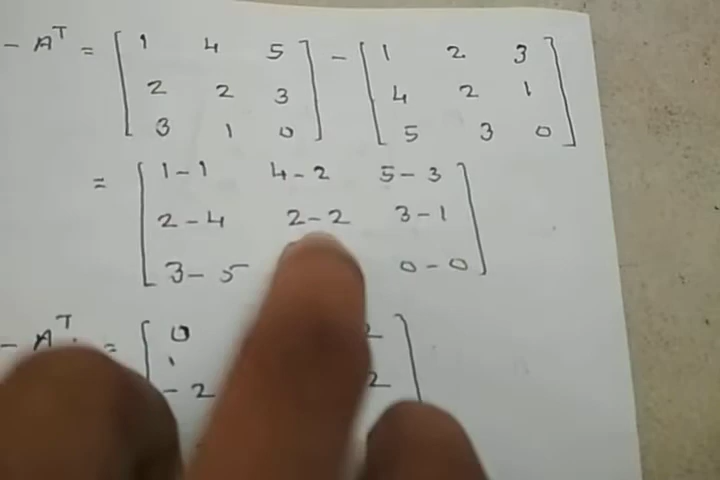 - Aᵀ = [ 1 4 5 ] - [ 1 2 3 ]
[ 2 2 3 ] [ 4 2 1 ]
[ 3 1 0 ] [ 5 3 0 ]
= [ 1-1 4-2 5-3 ]
[ 2-4 2-2 3-1 ]
[ 3-5 0-0 ]
- Aᵀ = [ 0 2 ]
[ -2 2 ]